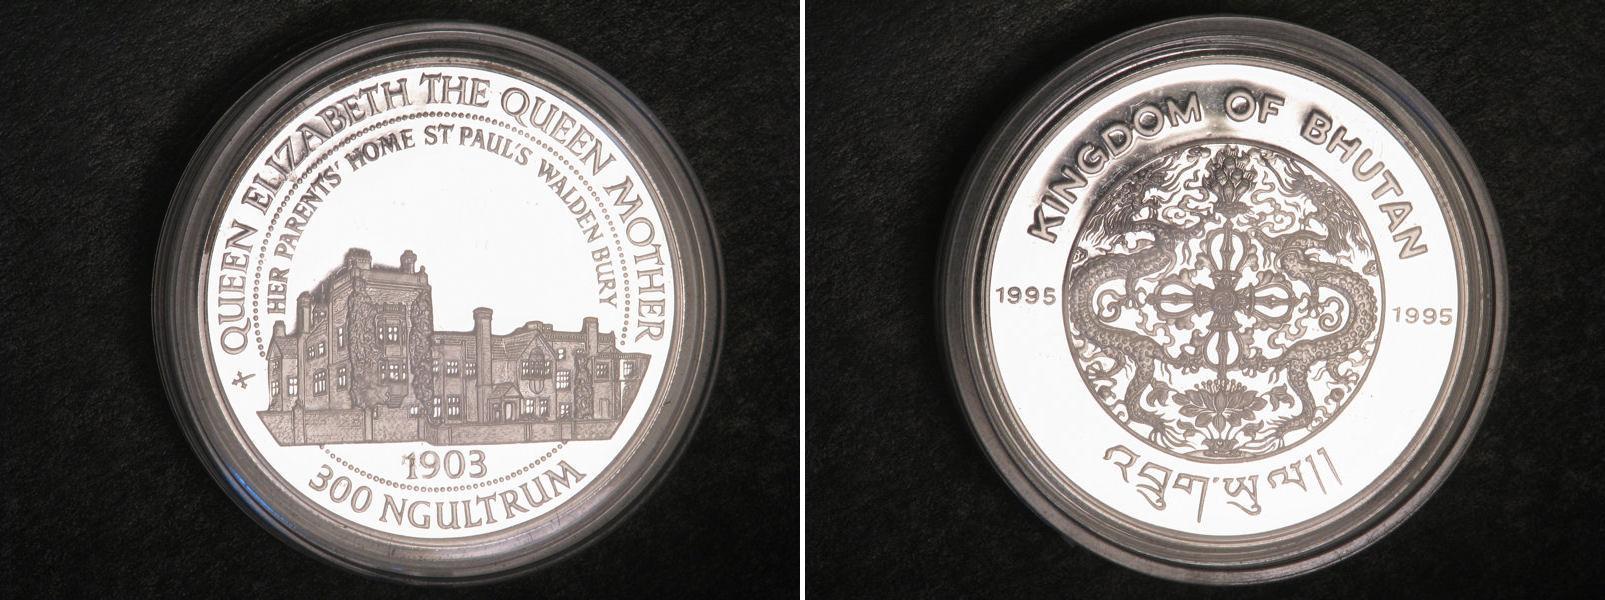 QUEEN ELIZABETH THE QUEEN MOTHER
HER PARENTS' HOME ST PAUL'S WALDEN BURY
1903
300 NGULTRUM
KINGDOM OF BHUTAN
1995
1995
འབྲུག་ཡུལ།།